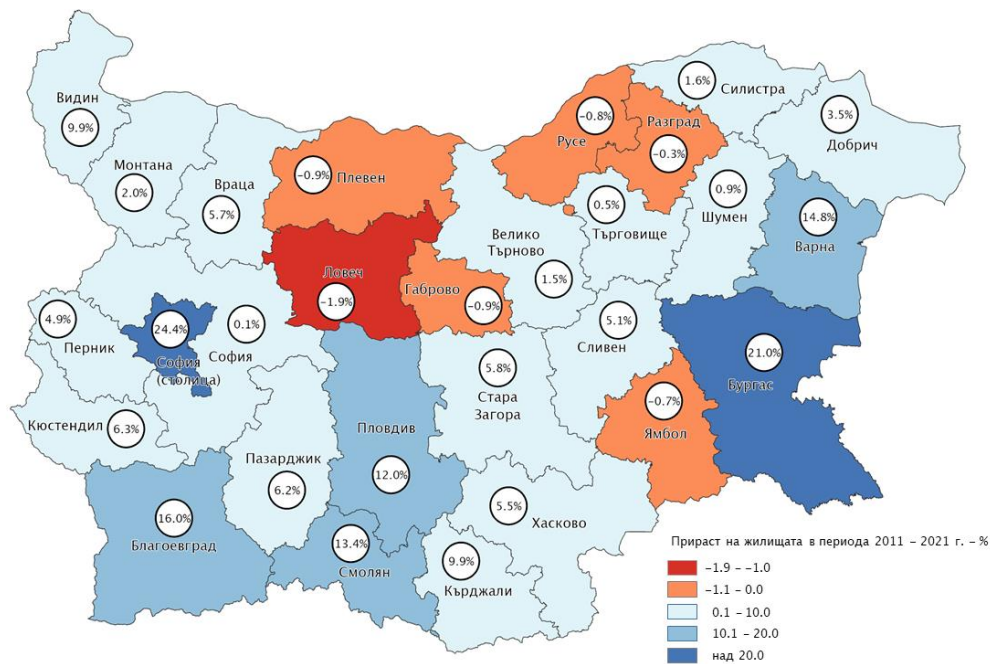 1.6%
Силистра
Видин
9.9%
3.5%
Добрич
–0.8%
Русе
Разград
–0.3%
Монтана
2.0%
Враца
5.7%
–0.9%
Плевен
0.9%
Шумен
0.5%
Търговище
14.8%
Варна
Велико
Търново
1.5%
Ловеч
–1.9%
Габрово
–0.9%
4.9%
Перник
24.4%
София
(столица)
0.1%
София
5.1%
Сливен
21.0%
Бургас
5.8%
Стара
Загора
–0.7%
Ямбол
Кюстендил
6.3%
Пловдив
12.0%
Пазарджик
6.2%
16.0%
Благоевград
5.5%
Хасково
13.4%
Смолян
9.9%
Кърджали
Прираст на жилищата в периода 2011 – 2021 г. – %
–1.9 – –1.0
–1.1 – 0.0
0.1 – 10.0
10.1 – 20.0
над 20.0